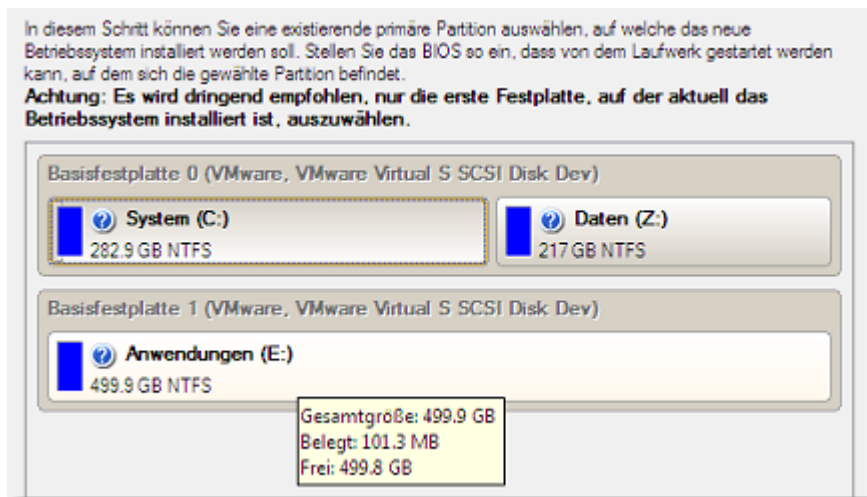 In diesem Schritt können Sie eine existierende primäre Partition auswählen, auf welche das neue
Betriebssystem installiert werden soll. Stellen Sie das BIOS so ein, dass von dem Laufwerk gestartet werden
kann, auf dem sich die gewählte Partition befindet.
Achtung: Es wird dringend empfohlen, nur die erste Festplatte, auf der aktuell das
Betriebssystem installiert ist, auszuwählen.
Basisfestplatte 0 (VMware, VMware Virtual S SCSI Disk Dev)
System (C:)
282.9 GB NTFS
Daten (Z:)
217 GB NTFS
Basisfestplatte 1 (VMware, VMware Virtual S SCSI Disk Dev)
Anwendungen (E:)
499.9 GB NTFS
Gesamtgröße: 499.9 GB
Belegt: 101.3 MB
Frei: 499.8 GB